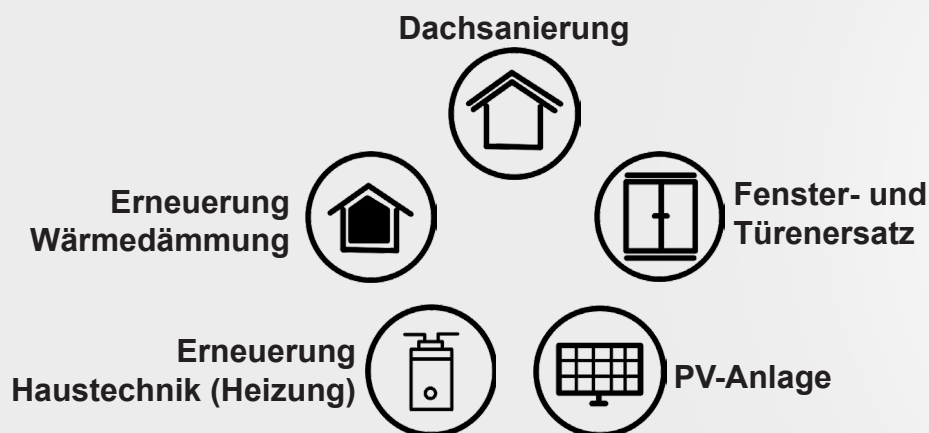 Dachsanierung
Erneuerung
Wärmedämmung
Fenster- und
Türenersatz
Erneuerung
Haustechnik (Heizung)
PV-Anlage